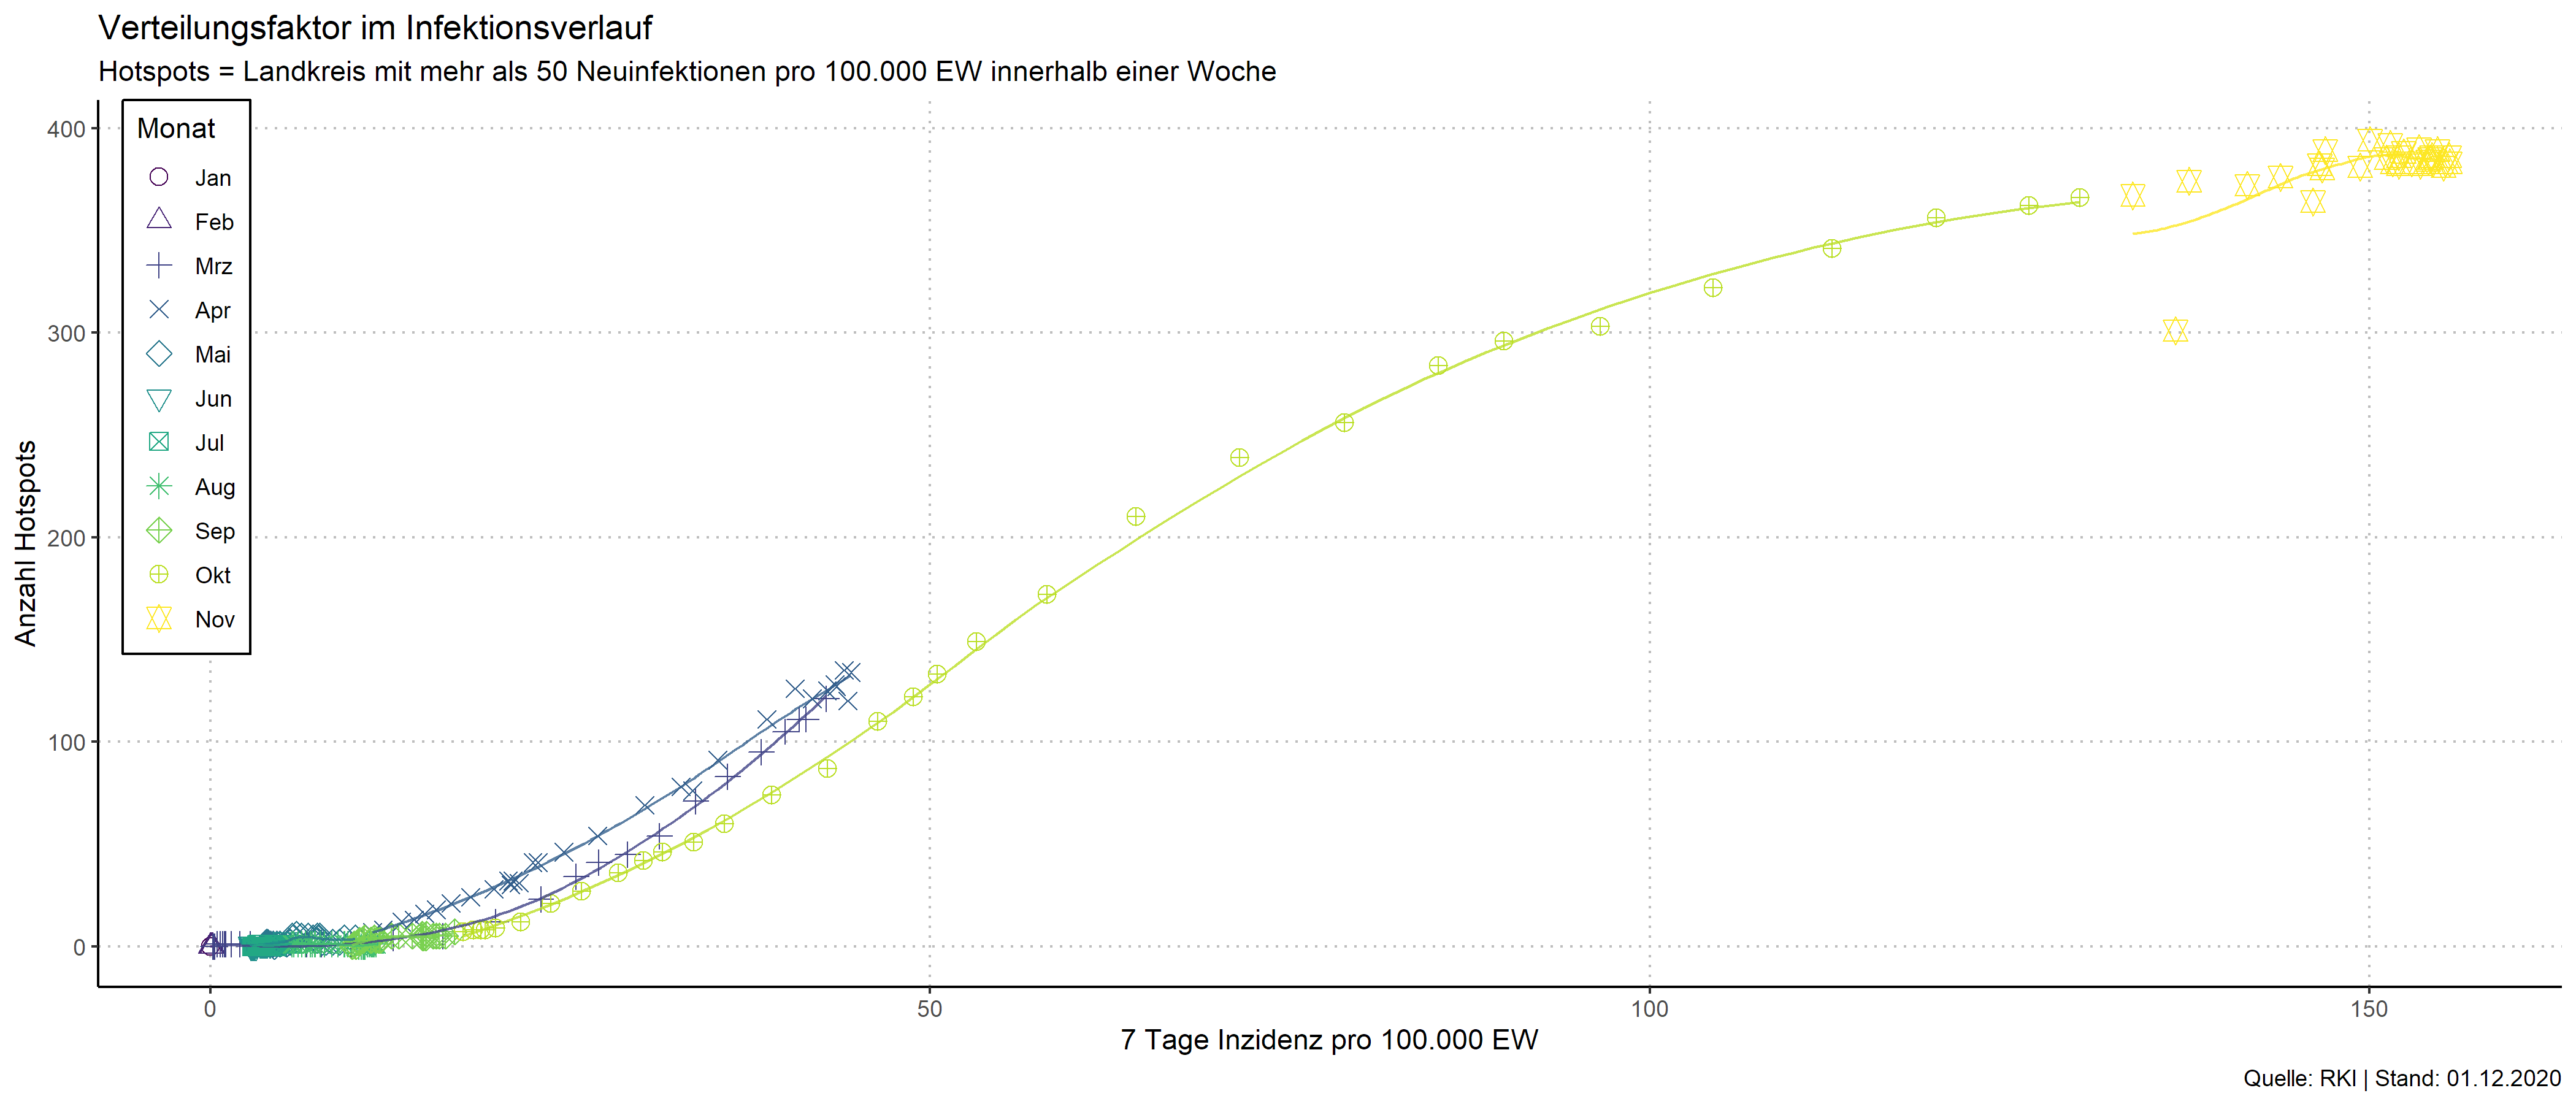 Verteilungsfaktor im Infektionsverlauf
Hotspots = Landkreis mit mehr als 50 Neuinfektionen pro 100.000 EW innerhalb einer Woche
Monat
Jan
Feb
Mrz
Apr
Mai
Jun
Jul
Aug
Sep
Okt
Nov
Anzahl Hotspots
400
300
200
100
0
0
50
100
150
7 Tage Inzidenz pro 100.000 EW
Quelle: RKI | Stand: 01.12.2020